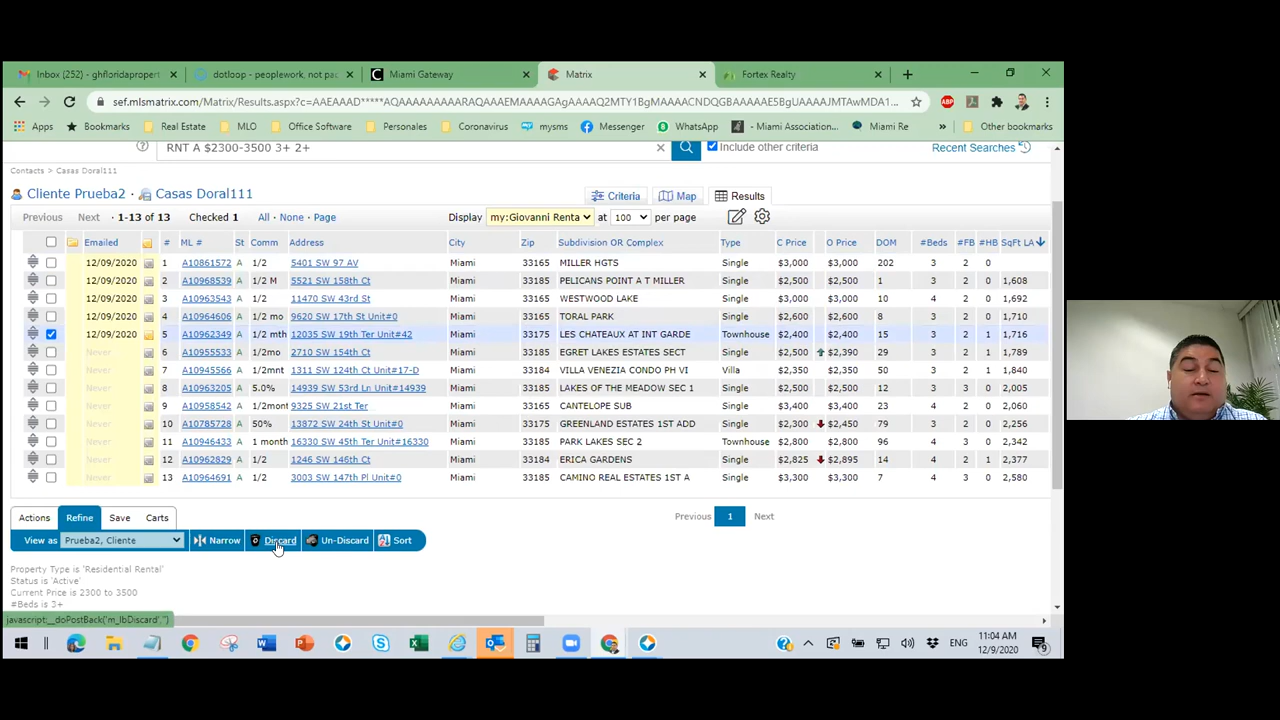 Inbox (252) - ghfloridapropert
dotloop - peoplework, not pa
Miami Gateway
Matrix
Fortex Realty
sef.mlsmatrix.com/Matrix/Results.aspx?c=AAEAAAD*****AQAAAAAAAAARAQAAAEMAAAAGAgAAAAQ2MTY1BgMAAAACNDQGBAAAAAE5BgUAAAAJMTAwMDA1...
Apps Bookmarks Real Estate MLO Office Software Personales Coronavirus mysms Messenger WhatsApp - Miami Association... Miami Re » Other bookmarks
RNT A $2300-3500 3+ 2+ Include other criteria Recent Searches
Contacts > Casas Doral111
Cliente Prueba2 · Casas Doral111 Criteria Map Results
Previous Next · 1-13 of 13 Checked 1 All · None · Page Display my:Giovanni Renta at 100 per page
Emailed # ML # St Comm Address City Zip Subdivision OR Complex Type C Price O Price DOM #Beds #FB #HB SqFt LA
12/09/2020 1 A10861572 A 1/2 5401 SW 97 AV Miami 33165 MILLER HGTS Single $3,000 $3,000 202 3 2 0
12/09/2020 2 A10968539 A 1/2 M 5521 SW 158th Ct Miami 33185 PELICANS POINT A T MILLER Single $2,500 $2,500 1 3 2 0 1,608
12/09/2020 3 A10963543 A 1/2 11470 SW 43rd St Miami 33165 WESTWOOD LAKE Single $3,000 $3,000 10 4 2 0 1,692
12/09/2020 4 A10964606 A 1/2 mo 9620 SW 17th St Unit#0 Miami 33165 TORAL PARK Single $2,600 $2,600 8 3 2 0 1,710
12/09/2020 5 A10962349 A 1/2 mth 12035 SW 19th Ter Unit#42 Miami 33175 LES CHATEAUX AT INT GARDE Townhouse $2,400 $2,400 15 3 2 1 1,716
Never 6 A10955533 A 1/2mo 2710 SW 154th Ct Miami 33185 EGRET LAKES ESTATES SECT Single $2,500 $2,390 29 3 2 1 1,789
Never 7 A10945566 A 1/2mnt 1311 SW 124th Ct Unit#17-D Miami 33184 VILLA VENEZIA CONDO PH VI Villa $2,350 $2,350 50 3 2 1 1,840
Never 8 A10963205 A 5.0% 14939 SW 53rd Ln Unit#14939 Miami 33185 LAKES OF THE MEADOW SEC 1 Single $2,500 $2,500 12 3 3 0 2,005
Never 9 A10958542 A 1/2mont 9325 SW 21st Ter Miami 33165 CANTELOPE SUB Single $3,400 $3,400 23 4 2 0 2,060
Never 10 A10785728 A 50% 13872 SW 24th St Unit#0 Miami 33175 GREENLAND ESTATES 1ST ADD Single $2,300 $2,450 79 3 2 0 2,256
Never 11 A10946433 A 1 month 16330 SW 45th Ter Unit#16330 Miami 33185 PARK LAKES SEC 2 Townhouse $2,800 $2,800 96 4 3 0 2,342
Never 12 A10962829 A 1/2 1246 SW 146th Ct Miami 33184 ERICA GARDENS Single $2,800 $2,895 14 4 2 1 2,377
Never 13 A10964691 A 1/2 3003 SW 147th Pl Unit#0 Miami 33185 CAMINO REAL ESTATES 1ST A Single $3,300 $3,300 7 4 3 0 2,580
Actions Refine Save Carts Previous 1 Next
View as Prueba2, Cliente Narrow Discard Un-Discard Sort
Property Type is 'Residential Rental'
Status is 'Active'
Current Price is 2300 to 3500
#Beds is 3+
javascript:__doPostBack('m_lbDiscard','')
ENG 11:04 AM
12/9/2020